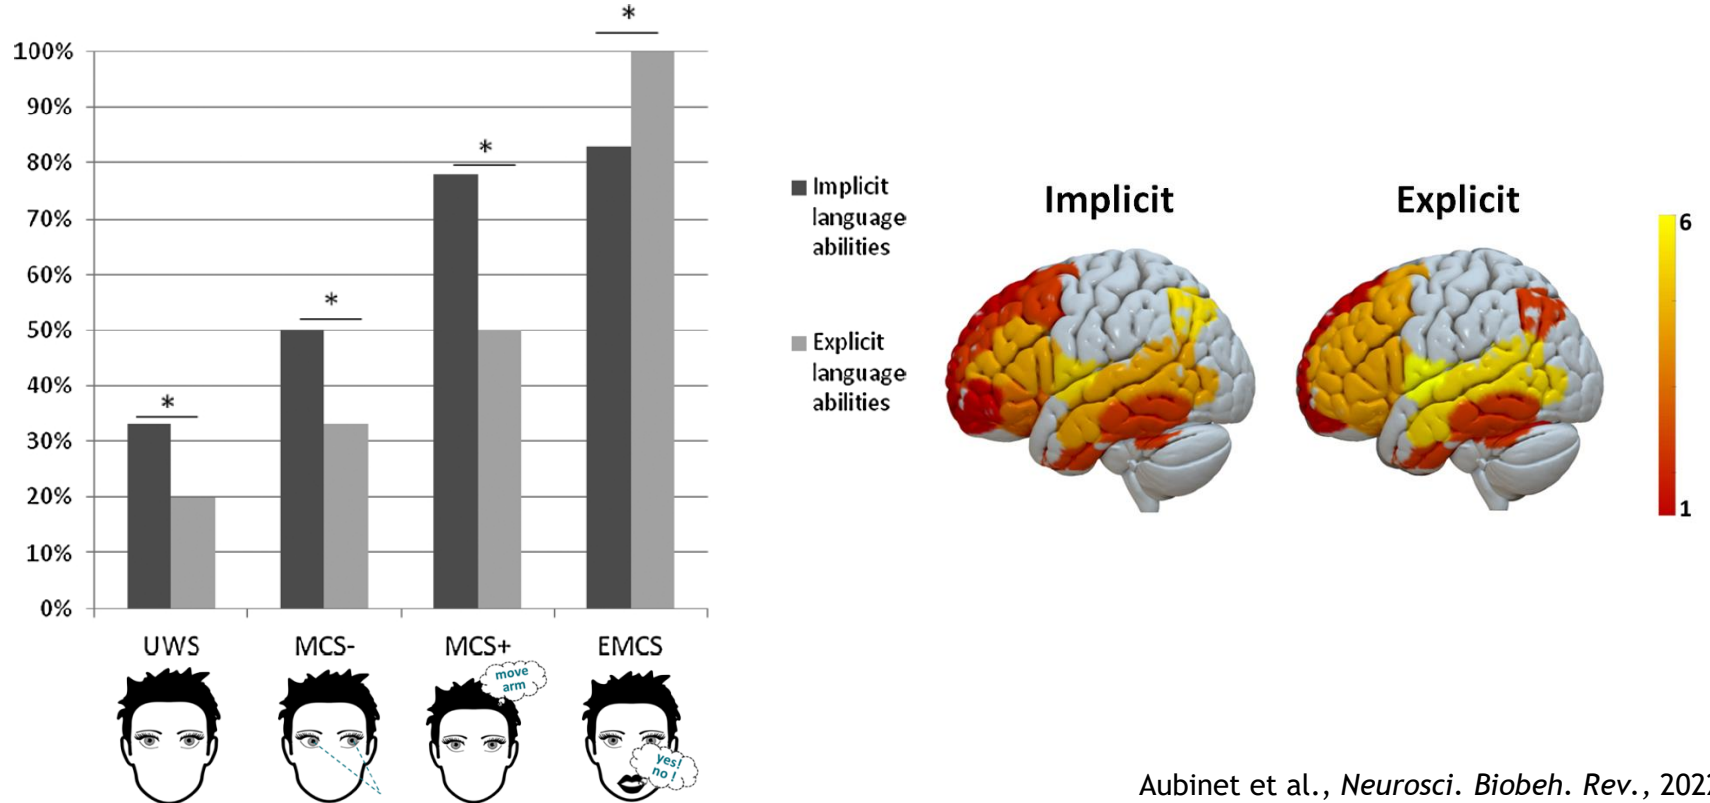 *
100%
90%
80%
70%
60%
50%
40%
30%
20%
10%
0%
*
*
*
UWS
MCS-
MCS+
EMCS
move
arm
yes!
no !
Implicit
language
abilities
Explicit
language
abilities
Implicit
Explicit
6
1
Aubinet et al., Neurosci. Biobeh. Rev., 2022